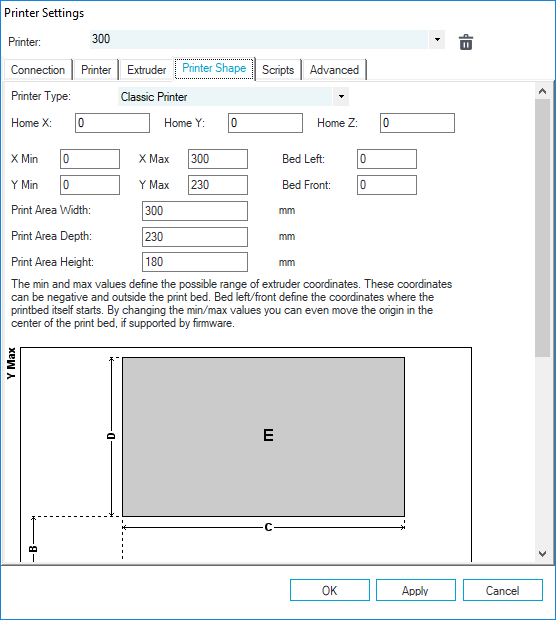 Printer Settings
Printer: 300
Connection Printer Extruder Printer Shape Scripts Advanced
Printer Type: Classic Printer
Home X: 0 Home Y: 0 Home Z: 0
X Min 0 X Max 300 Bed Left: 0
Y Min 0 Y Max 230 Bed Front: 0
Print Area Width: 300 mm
Print Area Depth: 230 mm
Print Area Height: 180 mm
The min and max values define the possible range of extruder coordinates. These coordinates
can be negative and outside the print bed. Bed left/front define the coordinates where the
printbed itself starts. By changing the min/max values you can even move the origin in the
center of the print bed, if supported by firmware.
Y Max
D
E
C
B
OK Apply Cancel